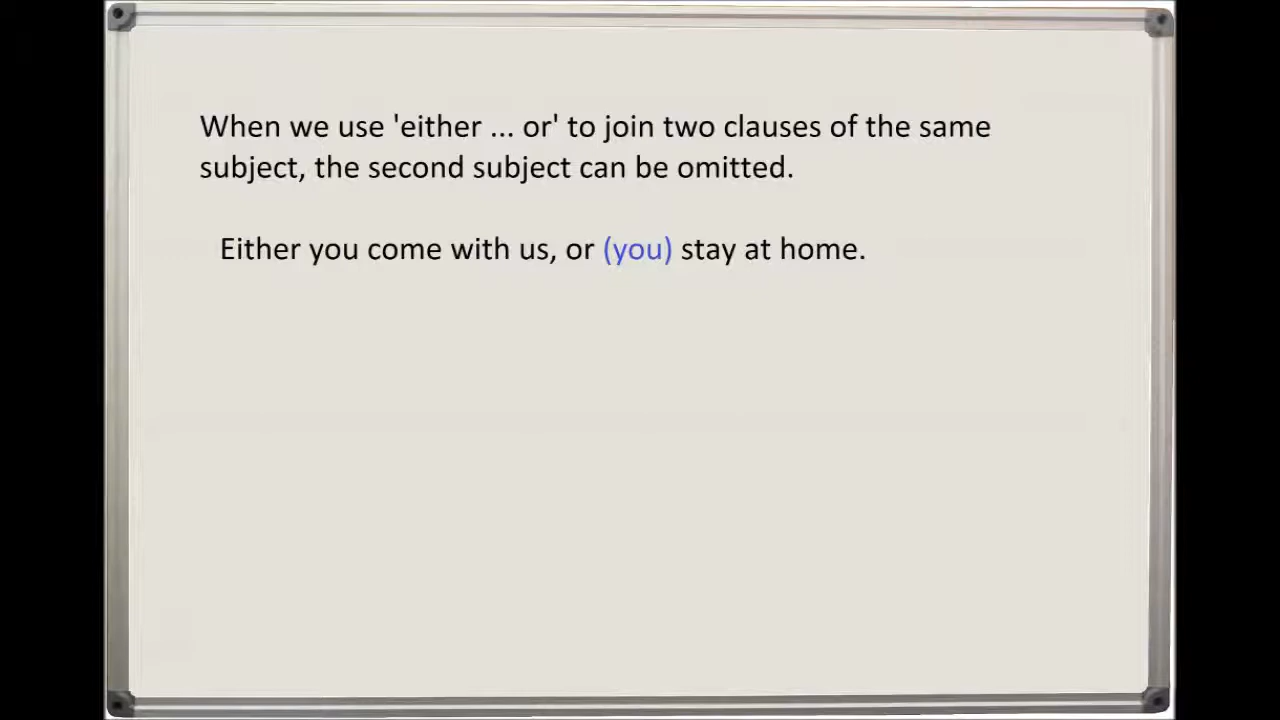 When we use 'either ... or' to join two clauses of the same
subject, the second subject can be omitted.
Either you come with us, or (you) stay at home.